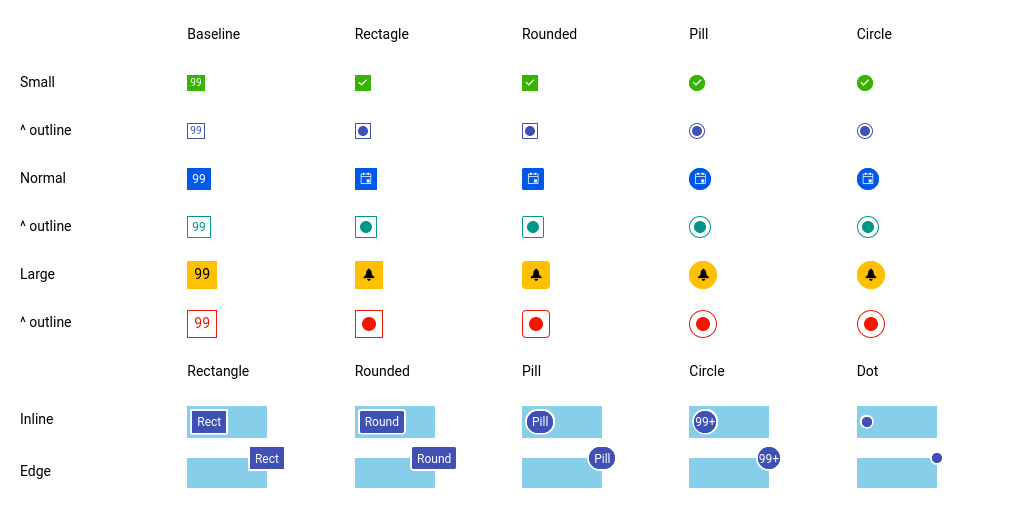 Baseline Rectagle Rounded Pill Circle
Small 99
^ outline 99
Normal 99
^ outline 99
Large 99
^ outline 99
Rectangle Rounded Pill Circle Dot
Inline Rect Round Pill 99+
Edge Rect Round Pill 99+